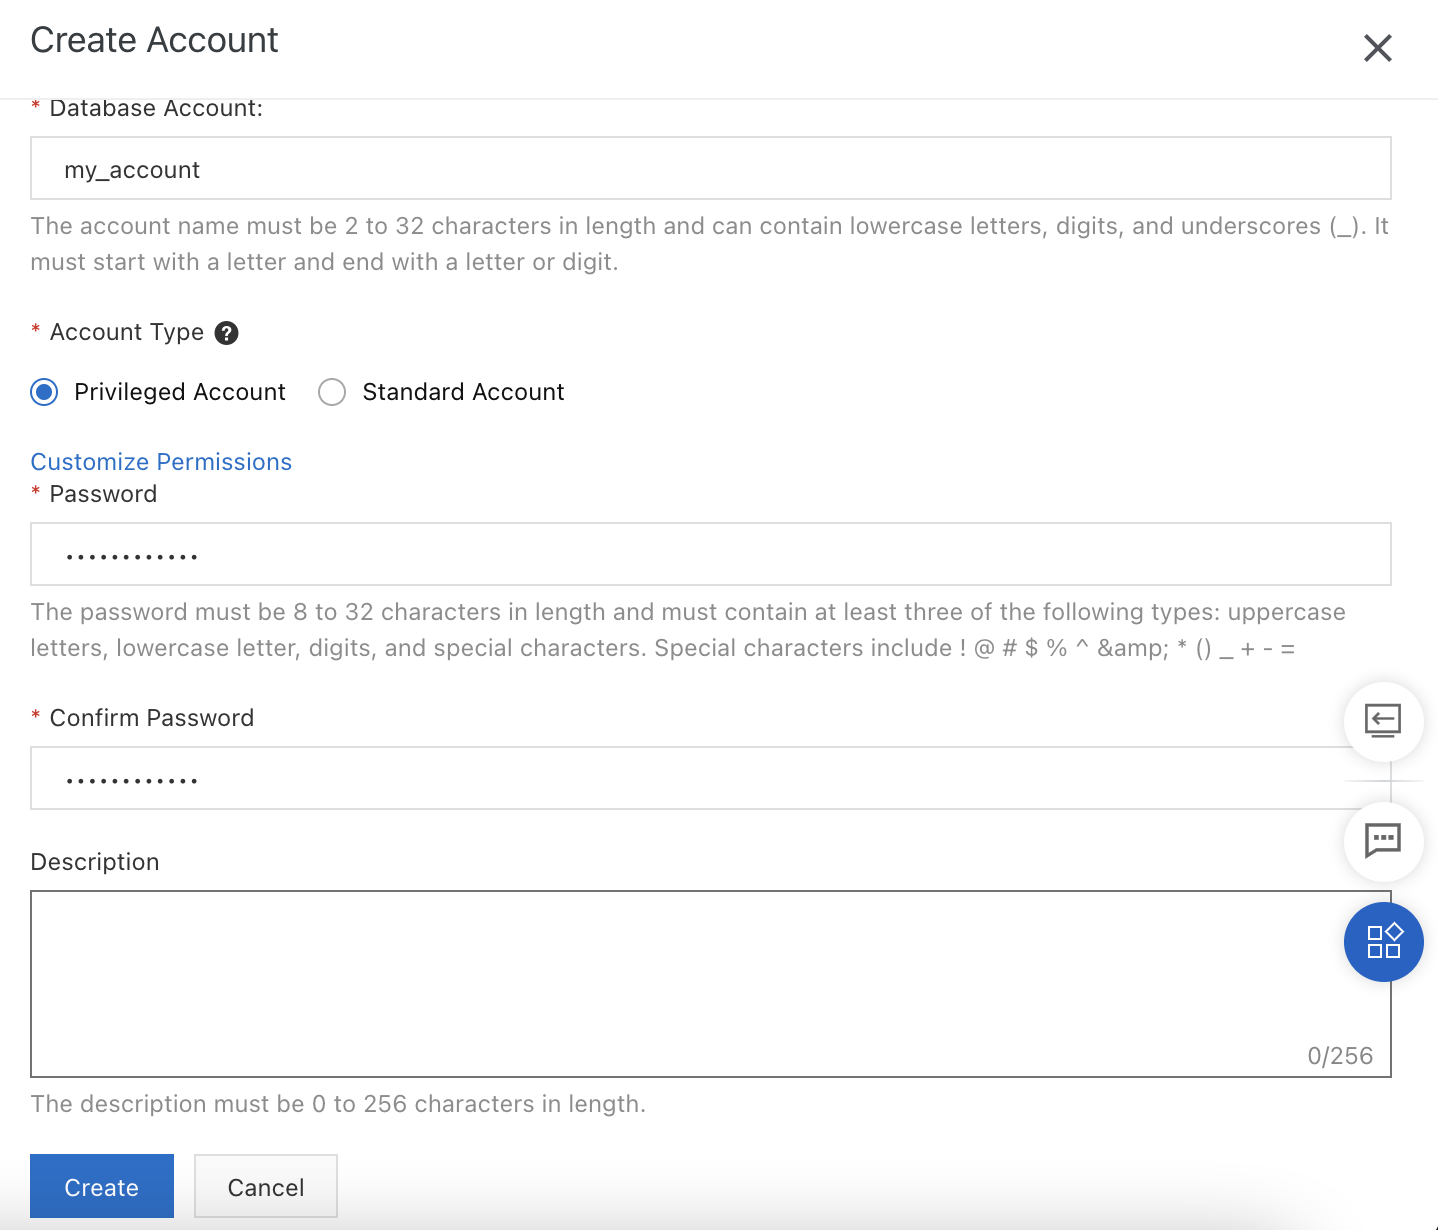 Create Account
* Database Account:
my_account
The account name must be 2 to 32 characters in length and can contain lowercase letters, digits, and underscores (_). It
must start with a letter and end with a letter or digit.
* Account Type ?
Privileged Account Standard Account
Customize Permissions
* Password
••••••••••••
The password must be 8 to 32 characters in length and must contain at least three of the following types: uppercase
letters, lowercase letter, digits, and special characters. Special characters include ! @ # $ % ^ &amp; * () _ + - =
* Confirm Password
••••••••••••
Description
0/256
The description must be 0 to 256 characters in length.
Create Cancel